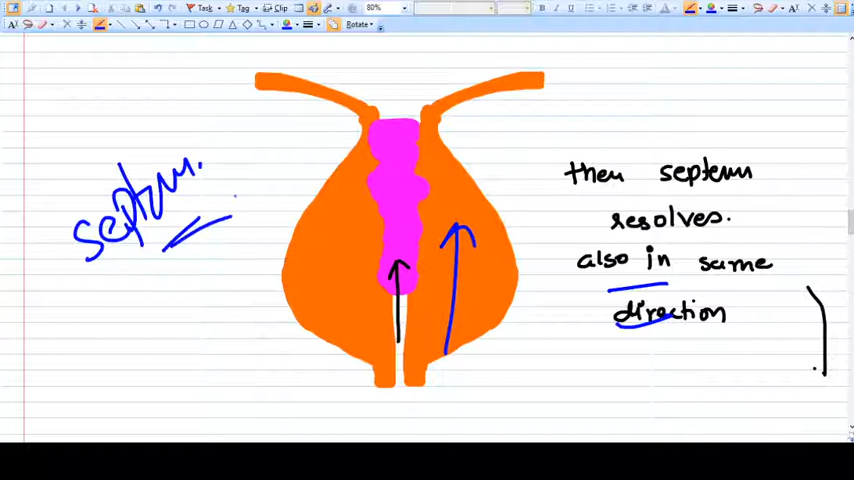 Task
Tag
Clip
80%
B I U
Rotate
septum.
then septum
resolves.
also in same
direction